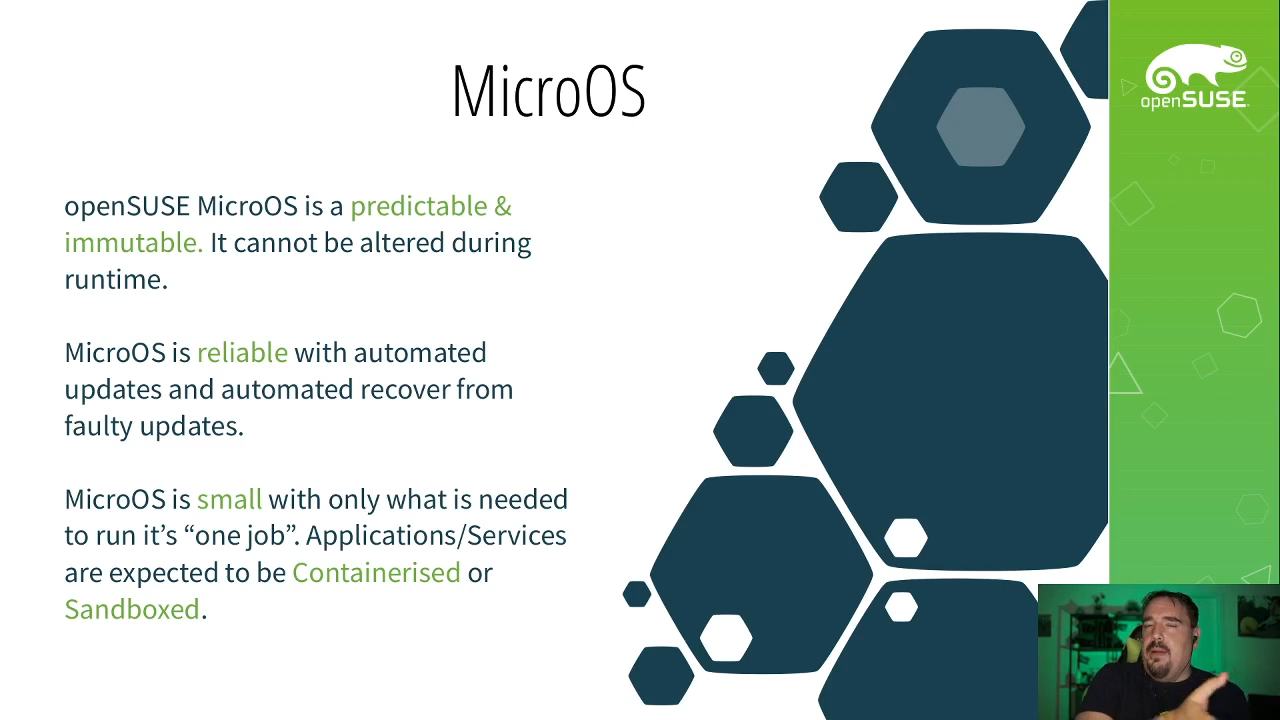 MicroOS
openSUSE
openSUSE MicroOS is a predictable &
immutable. It cannot be altered during
runtime.
MicroOS is reliable with automated
updates and automated recover from
faulty updates.
MicroOS is small with only what is needed
to run it’s “one job”. Applications/Services
are expected to be Containerised or
Sandboxed.